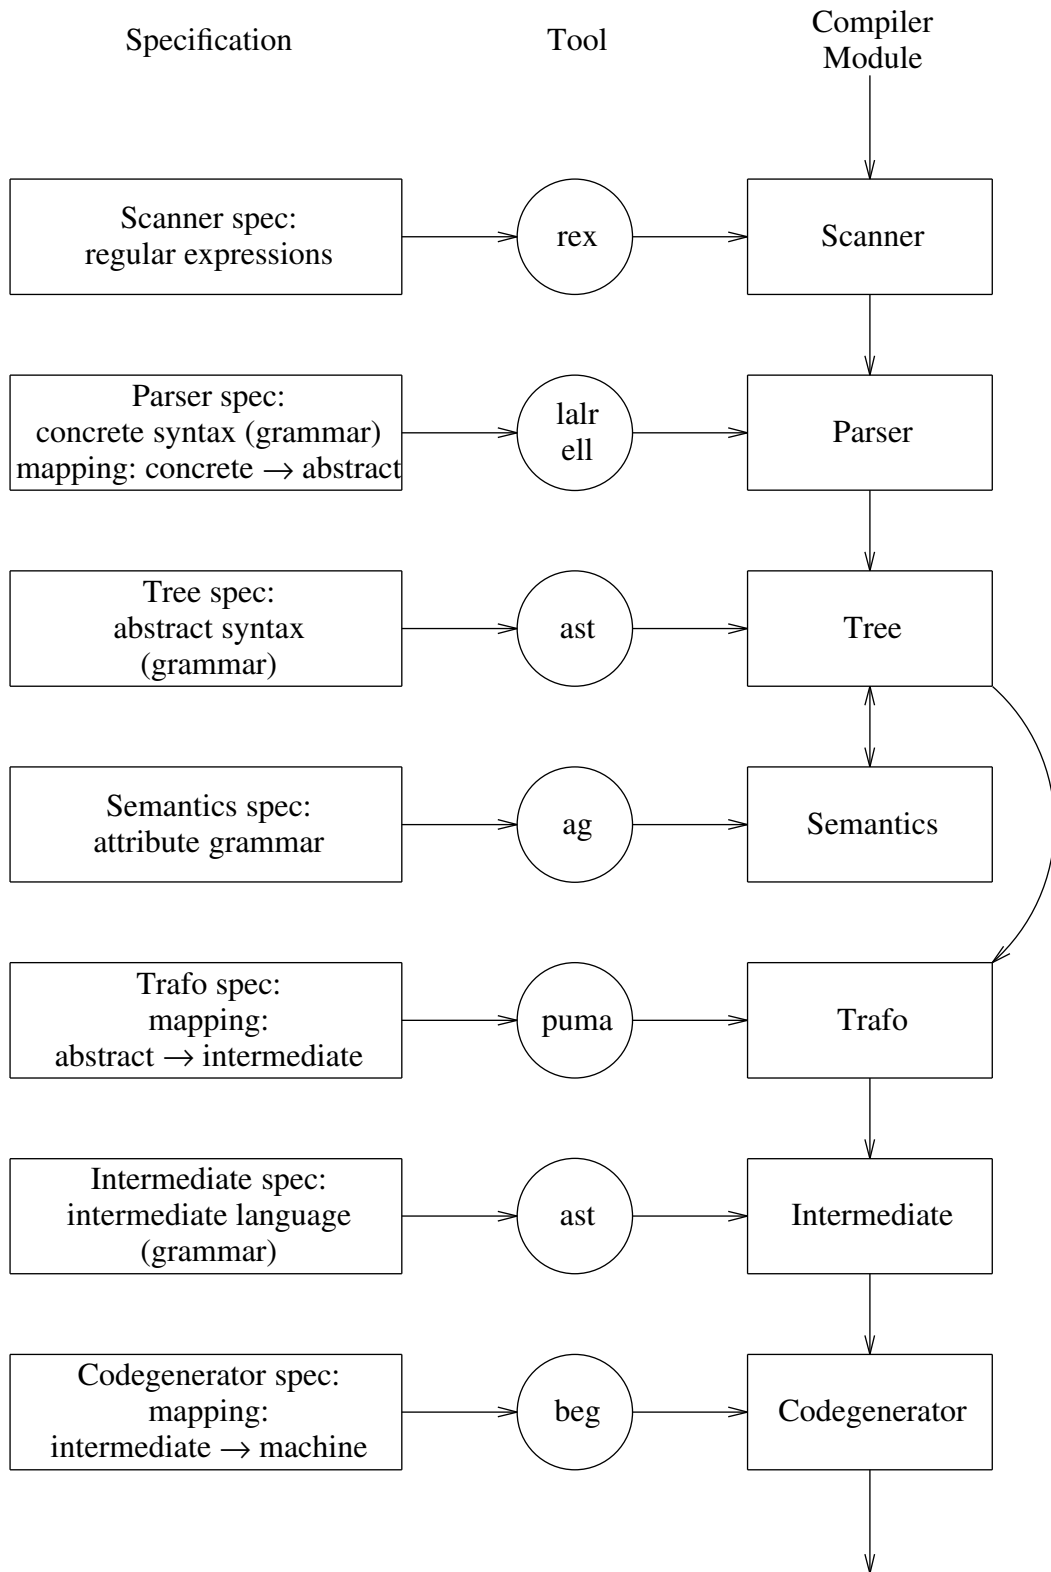 Specification
Tool
Compiler
Module
Scanner spec:
regular expressions
rex
Scanner
Parser spec:
concrete syntax (grammar)
mapping: concrete → abstract
lalr
ell
Parser
Tree spec:
abstract syntax
(grammar)
ast
Tree
Semantics spec:
attribute grammar
ag
Semantics
Trafo spec:
mapping:
abstract → intermediate
puma
Trafo
Intermediate spec:
intermediate language
(grammar)
ast
Intermediate
Codegenerator spec:
mapping:
intermediate → machine
beg
Codegenerator